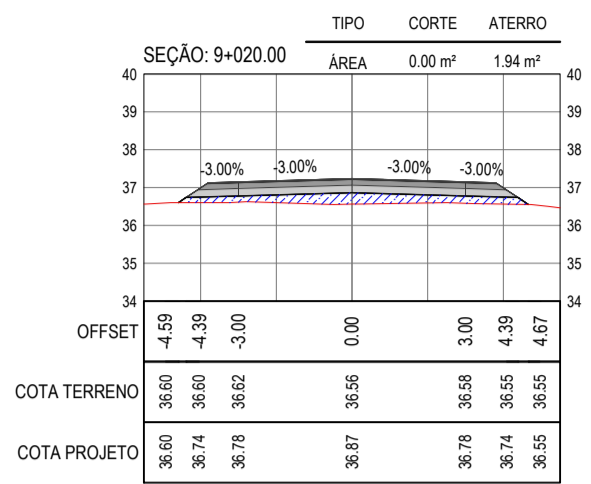 TIPO CORTE ATERRO
SEÇÃO: 9+020.00
ÁREA 0.00 m² 1.94 m²
40 40
39 39
38 38
-3.00% -3.00% -3.00% -3.00%
37 37
36 36
35 35
34 34
OFFSET -4.59 -4.39 -3.00 0.00 3.00 4.39 4.67
COTA TERRENO 36.60 36.60 36.62 36.56 36.58 36.55 36.55
COTA PROJETO 36.60 36.74 36.78 36.87 36.78 36.74 36.55